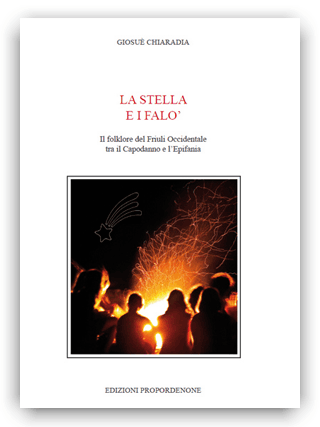 GIOSUÈ CHIARADIA
LA STELLA
E I FALO'
Il folklore del Friuli Occidentale
tra il Capodanno e l'Epifania
EDIZIONI PROPORDENONE